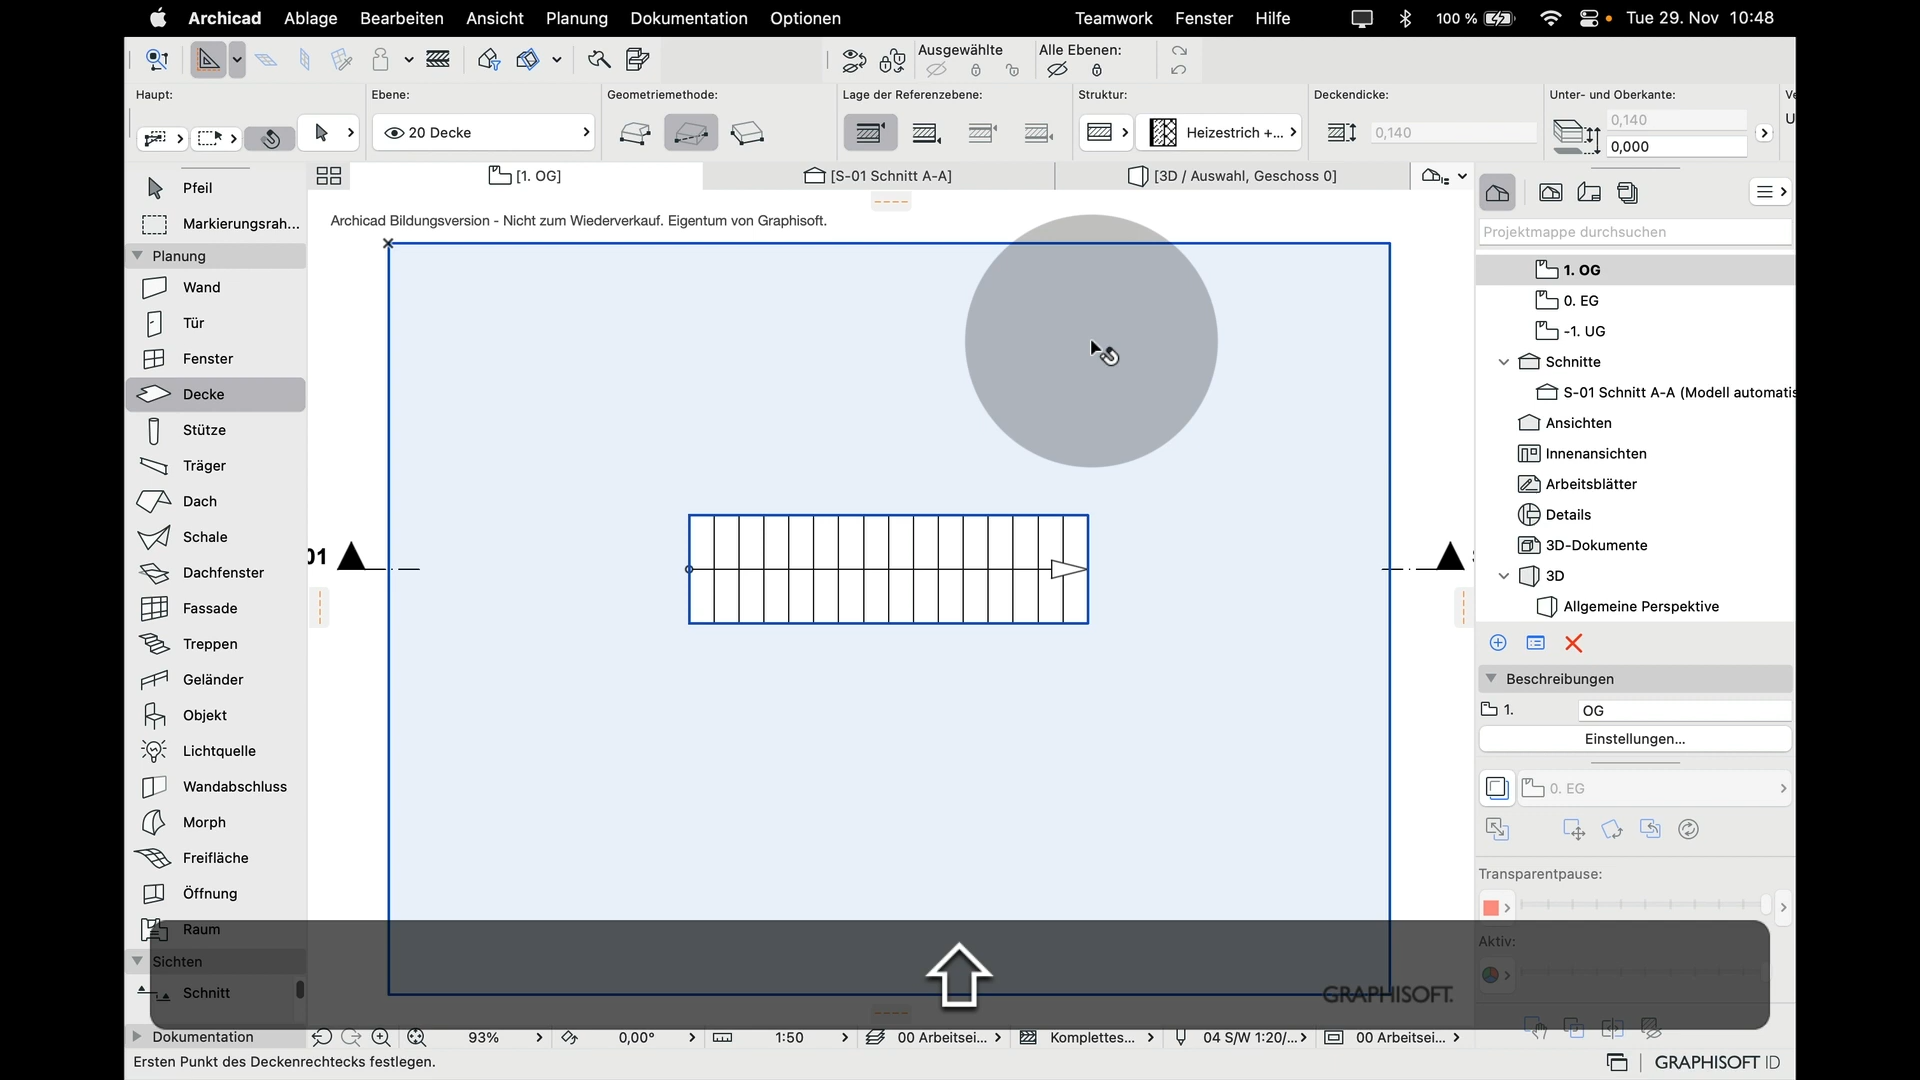 Archicad Ablage Bearbeiten Ansicht Planung Dokumentation Optionen Teamwork Fenster Hilfe 100 % Tue 29. Nov 10:48
Ausgewählte Alle Ebenen:
Haupt: Ebene: Geometriemethode: Lage der Referenzebene: Struktur: Deckendicke: Unter- und Oberkante:
20 Decke Heizestrich +... 0,140 0,140
0,000
[1. OG] [S-01 Schnitt A-A] [3D / Auswahl, Geschoss 0]
Archicad Bildungsversion - Nicht zum Wiederverkauf. Eigentum von Graphisoft.
Pfeil
Markierungsrah...
Planung
Wand
Tür
Fenster
Decke
Stütze
Träger
Dach
Schale
Dachfenster
Fassade
Treppen
Geländer
Objekt
Lichtquelle
Wandabschluss
Morph
Freifläche
Öffnung
Raum
Sichten
Schnitt
Dokumentation
01
Projektmappe durchsuchen
1. OG
0. EG
-1. UG
Schnitte
S-01 Schnitt A-A (Modell automatis
Ansichten
Innenansichten
Arbeitsblätter
Details
3D-Dokumente
3D
Allgemeine Perspektive
Beschreibungen
1. OG
Einstellungen...
0. EG
Transparentpause:
Aktiv:
GRAPHISOFT.
93% 0,00° 1:50 00 Arbeitsei... Komplettes... 04 S/W 1:20/... 00 Arbeitsei...
Ersten Punkt des Deckenrechtecks festlegen.
GRAPHISOFT ID